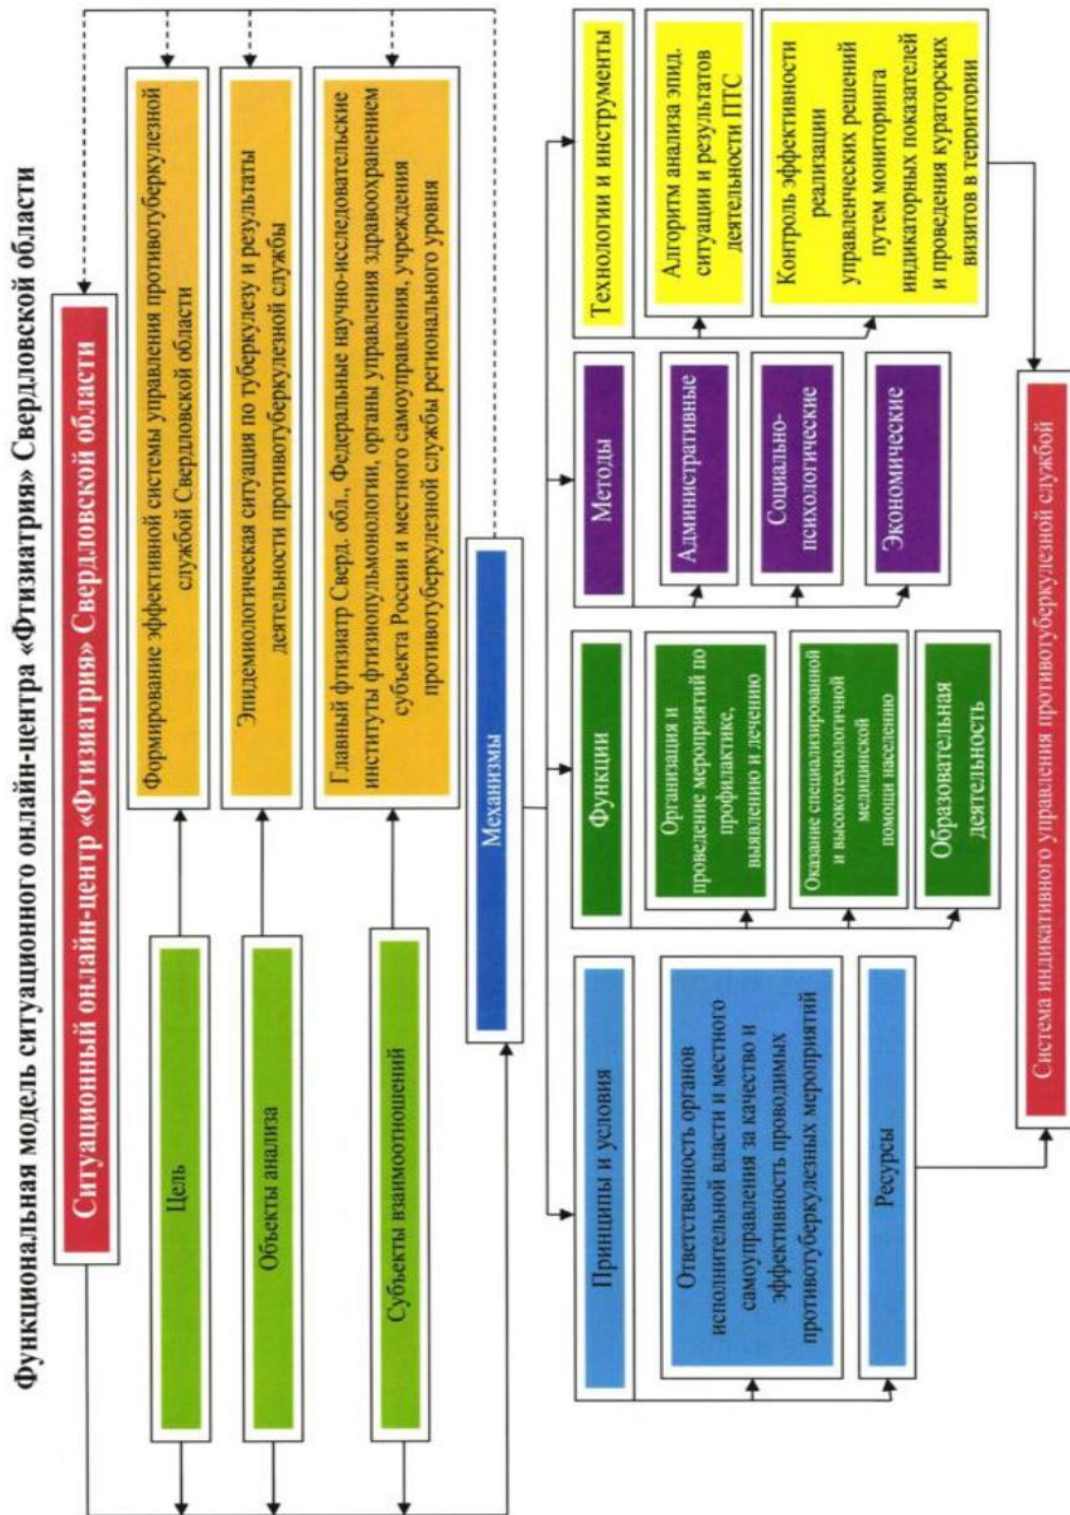 Функциональная модель ситуационного онлайн-центра «Фтизиатрия» Свердловской области
Ситуационный онлайн-центр «Фтизиатрия» Свердловской области
Цель
Формирование эффективной системы управления противотуберкулезной
службой Свердловской области
Объекты анализа
Эпидемиологическая ситуация по туберкулезу и результаты
деятельности противотуберкулезной службы
Субъекты взаимоотношений
Главный фтизиатр Сверд. обл., Федеральные научно-исследовательские
институты фтизиопульмонологии, органы управления здравоохранением
субъекта России и местного самоуправления, учреждения
противотуберкулезной службы регионального уровня
Механизмы
Принципы и условия
Ответственность органов
исполнительной власти и местного
самоуправления за качество и
эффективность проводимых
противотуберкулезных мероприятий
Ресурсы
Функции
Организация и
проведение мероприятий по
профилактике,
выявлению и лечению
Оказание специализированной
и высокотехнологичной
медицинской
помощи населению
Образовательная
деятельность
Методы
Административные
Социально-
психологические
Экономические
Технологии и инструменты
Алгоритм анализа эпид.
ситуации и результатов
деятельности ПТС
Контроль эффективности
реализации
управленческих решений
путем мониторинга
индикаторных показателей
и проведения кураторских
визитов в территории
Система индикативного управления противотуберкулезной службой